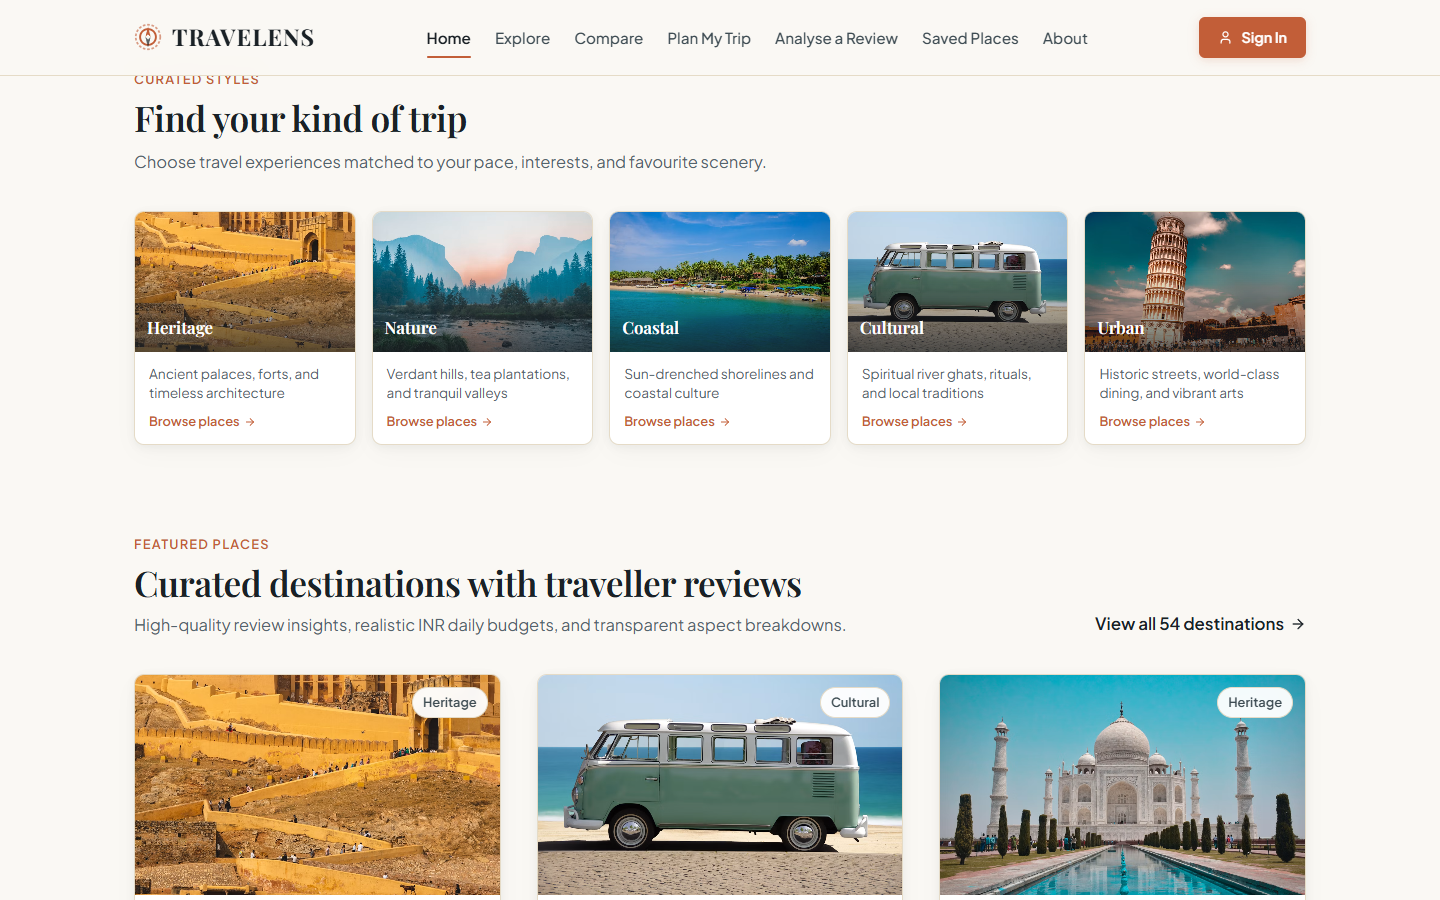 TRAVELENS
Home Explore Compare Plan My Trip Analyse a Review Saved Places About
Sign In
CURATED STYLES
Find your kind of trip
Choose travel experiences matched to your pace, interests, and favourite scenery.
Heritage
Ancient palaces, forts, and
timeless architecture
Browse places →
Nature
Verdant hills, tea plantations,
and tranquil valleys
Browse places →
Coastal
Sun-drenched shorelines and
coastal culture
Browse places →
Cultural
Spiritual river ghats, rituals,
and local traditions
Browse places →
Urban
Historic streets, world-class
dining, and vibrant arts
Browse places →
FEATURED PLACES
Curated destinations with traveller reviews
High-quality review insights, realistic INR daily budgets, and transparent aspect breakdowns.
View all 54 destinations →
Heritage
Cultural
Heritage